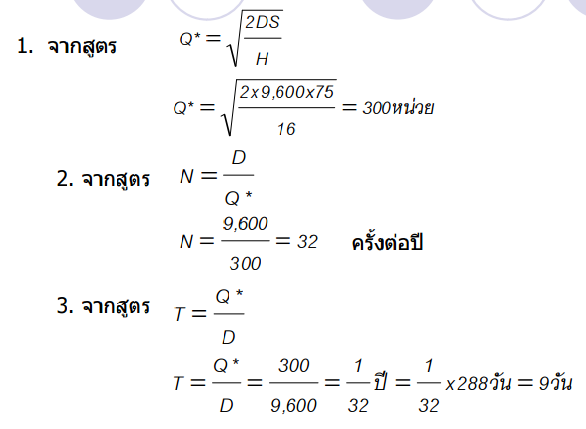 1. จากสูตร Q* = √(2DS / H)
Q* = √(2x9,600x75 / 16) = 300หน่วย
2. จากสูตร N = D / Q *
N = 9,600 / 300 = 32 ครั้งต่อปี
3. จากสูตร T = Q * / D
T = Q * / D = 300 / 9,600 = 1 / 32 ปี = 1 / 32 x288วัน = 9วัน